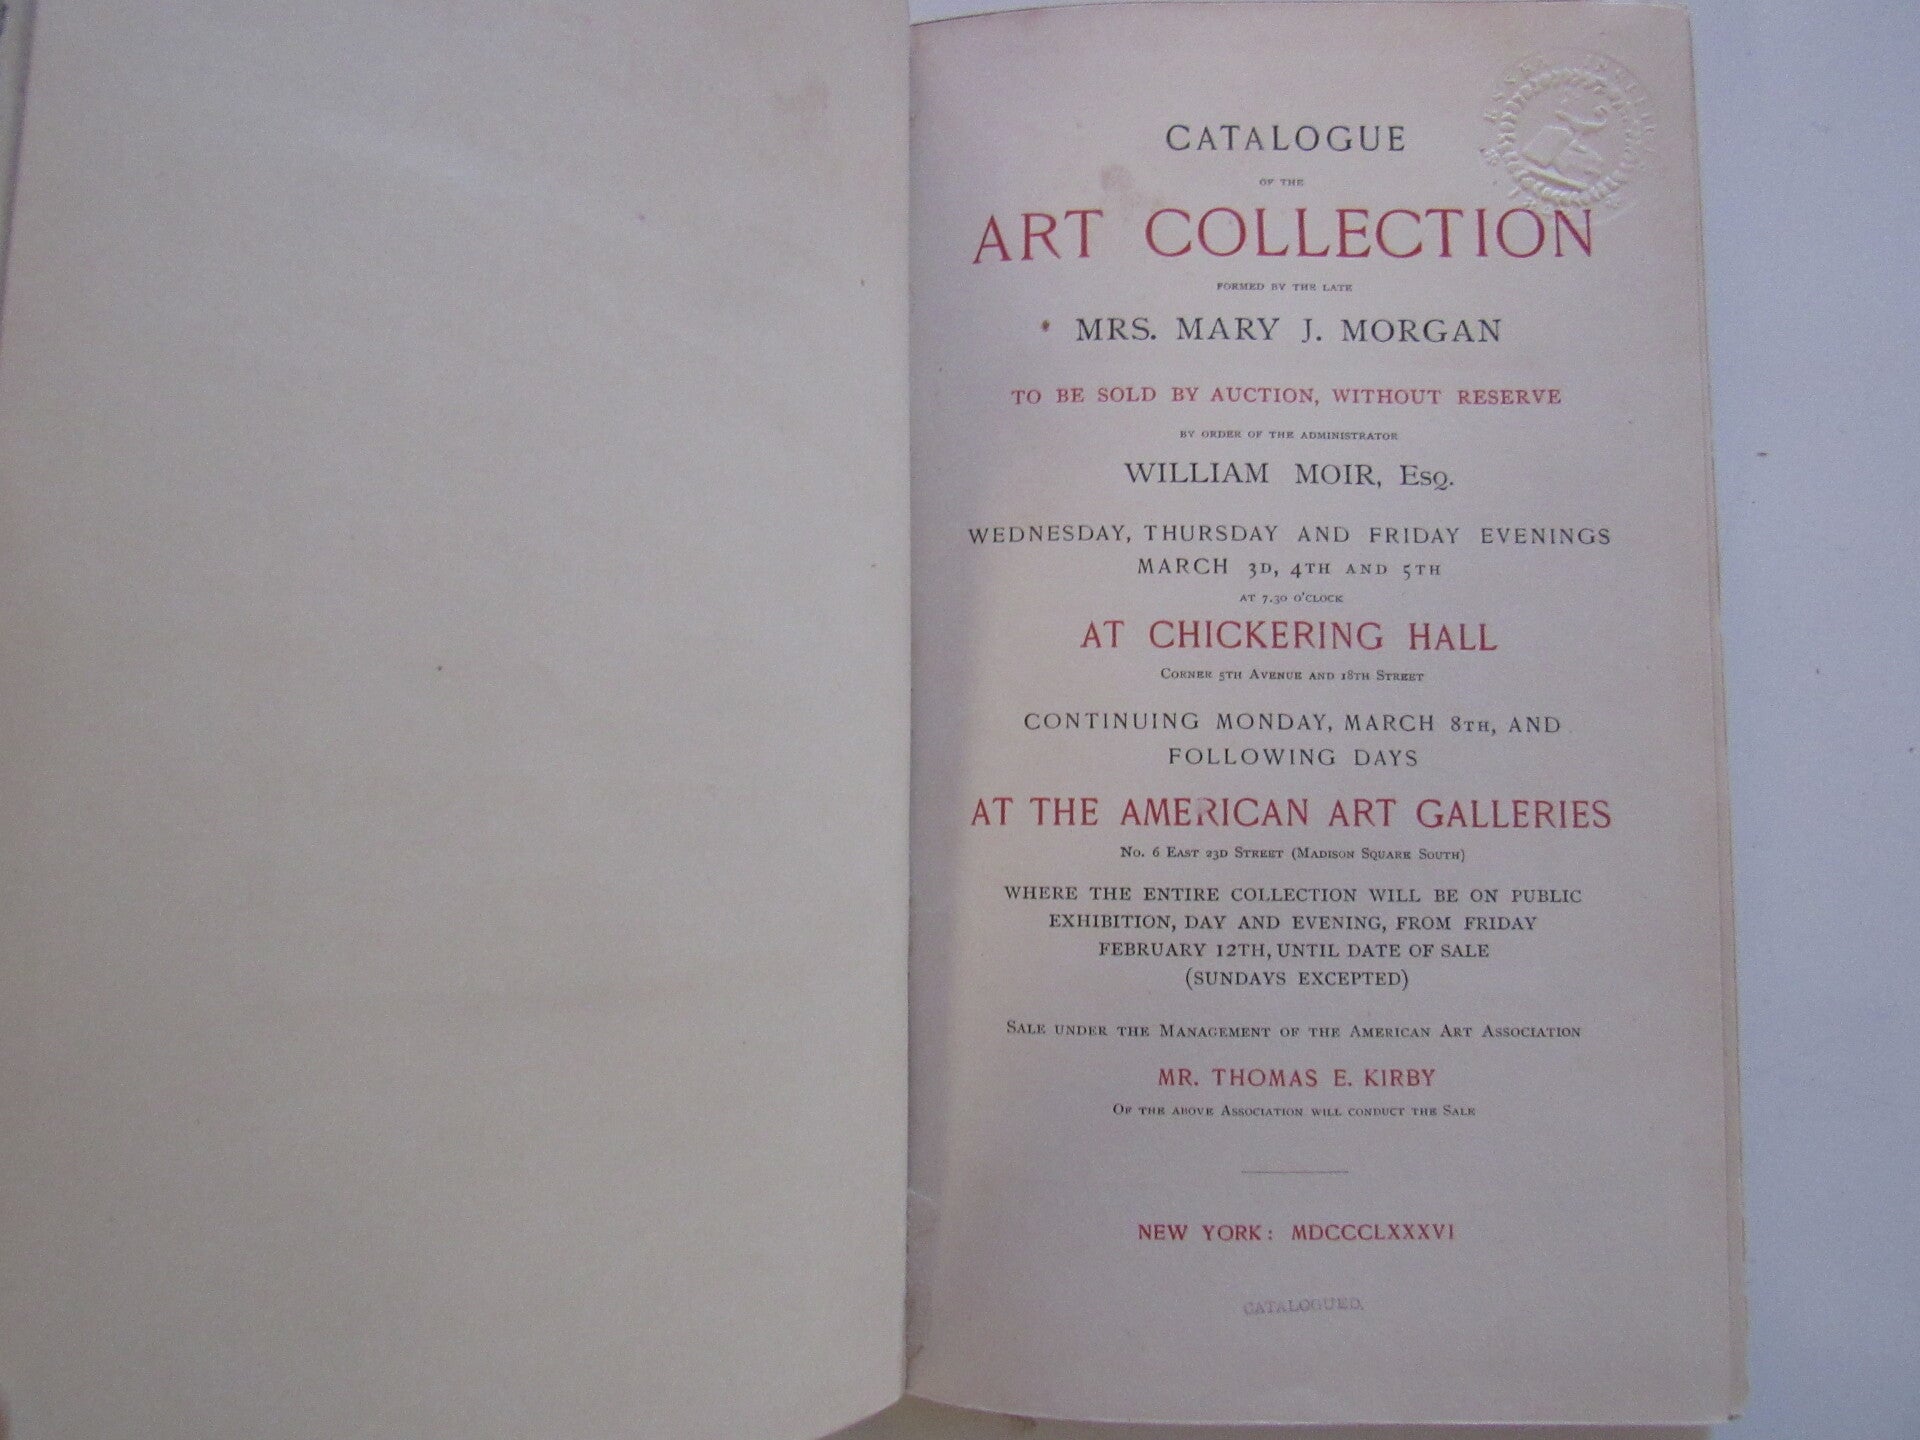 CATALOGUE
OF THE
ART COLLECTION
FORMED BY THE LATE
MRS. MARY J. MORGAN
TO BE SOLD BY AUCTION, WITHOUT RESERVE
BY ORDER OF THE ADMINISTRATOR
WILLIAM MOIR, Esq.
WEDNESDAY, THURSDAY AND FRIDAY EVENINGS
MARCH 3D, 4TH AND 5TH
AT 7.30 O'CLOCK
AT CHICKERING HALL
Corner 5th Avenue and 18th Street
CONTINUING MONDAY, MARCH 8TH, AND
FOLLOWING DAYS
AT THE AMERICAN ART GALLERIES
No. 6 East 23d Street (Madison Square South)
WHERE THE ENTIRE COLLECTION WILL BE ON PUBLIC
EXHIBITION, DAY AND EVENING, FROM FRIDAY
FEBRUARY 12TH, UNTIL DATE OF SALE
(SUNDAYS EXCEPTED)
Sale under the Management of the American Art Association
MR. THOMAS E. KIRBY
Of the above Association will conduct the Sale
NEW YORK: MDCCCLXXXVI
CATALOGUED.